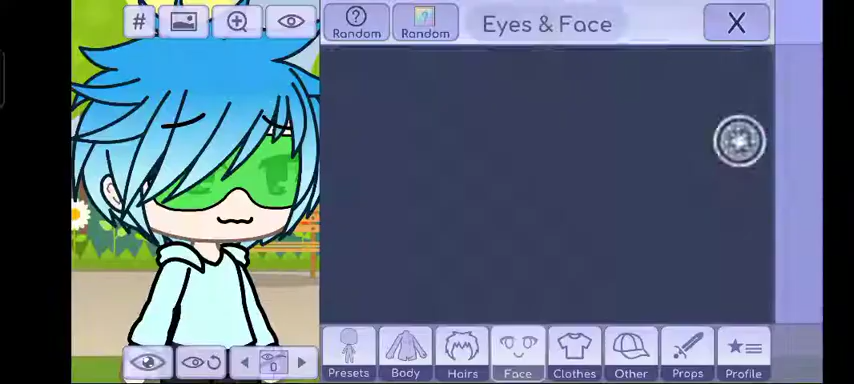 #
Random
Random
Eyes & Face
X
0
Presets
Body
Hairs
Face
Clothes
Other
Props
Profile